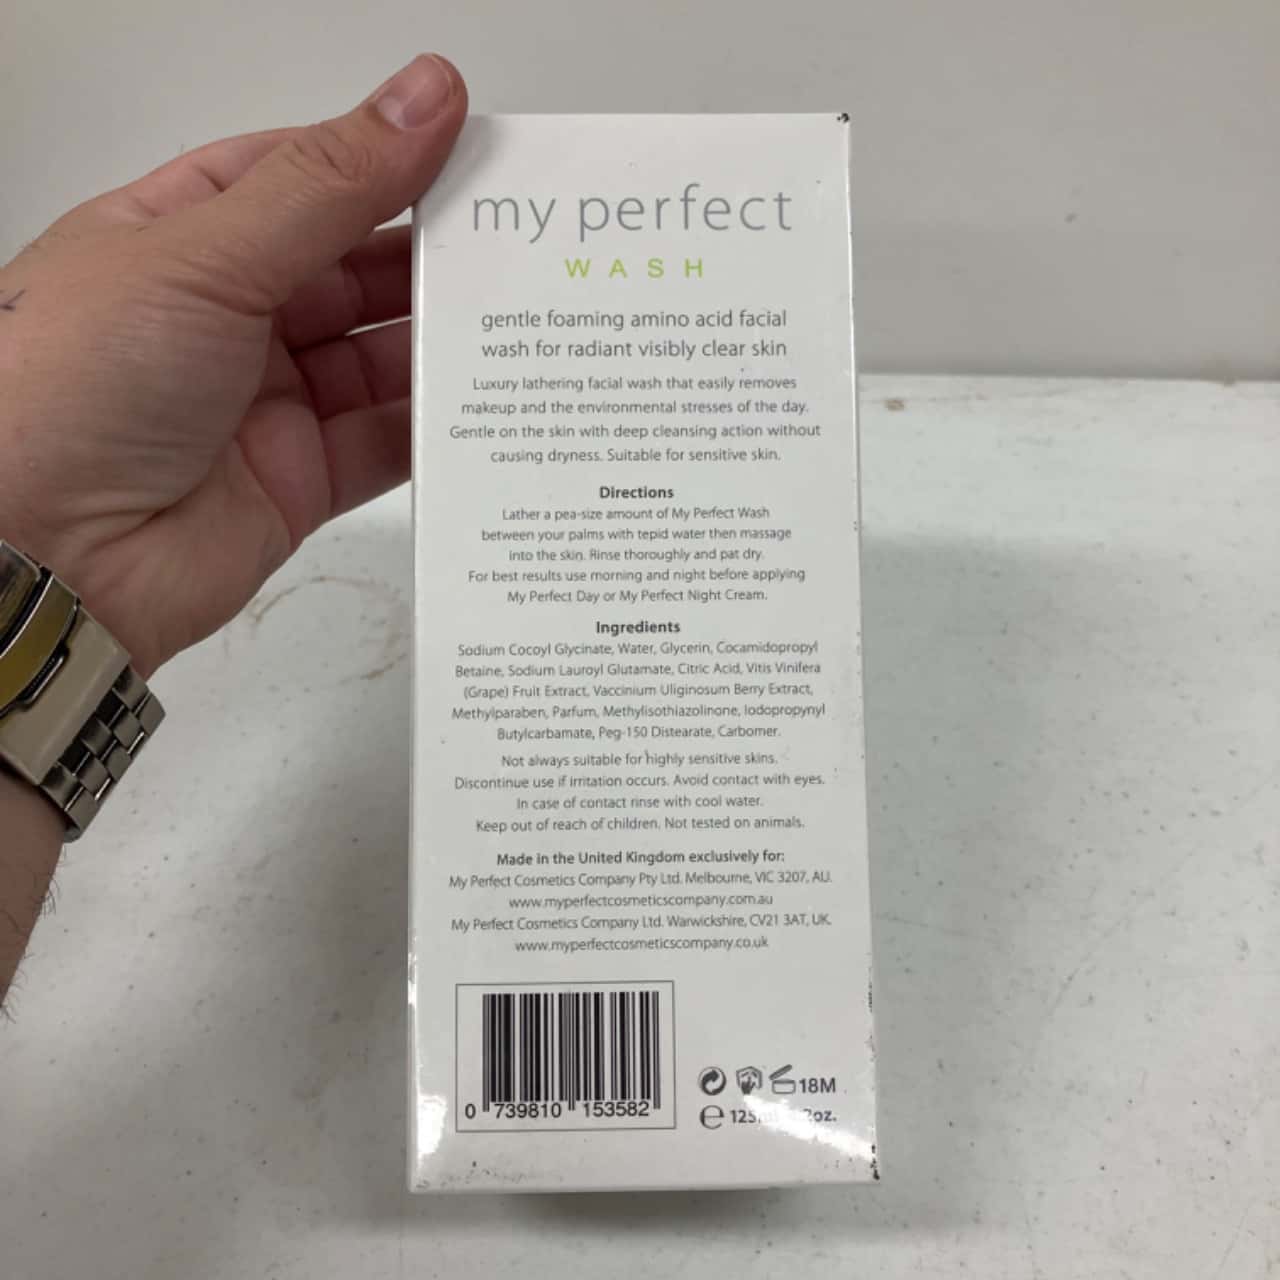 my perfect
WASH
gentle foaming amino acid facial
wash for radiant visibly clear skin
Luxury lathering facial wash that easily removes
makeup and the environmental stresses of the day.
Gentle on the skin with deep cleansing action without
causing dryness. Suitable for sensitive skin.
Directions
Lather a pea-size amount of My Perfect Wash
between your palms with tepid water then massage
into the skin. Rinse thoroughly and pat dry.
For best results use morning and night before applying
My Perfect Day or My Perfect Night Cream.
Ingredients
Sodium Cocoyl Glycinate, Water, Glycerin, Cocamidopropyl
Betaine, Sodium Lauroyl Glutamate, Citric Acid, Vitis Vinifera
(Grape) Fruit Extract, Vaccinium Uliginosum Berry Extract,
Methylparaben, Parfum, Methylisothiazolinone, Iodopropynyl
Butylcarbamate, Peg-150 Distearate, Carbomer.
Not always suitable for highly sensitive skins.
Discontinue use if irritation occurs. Avoid contact with eyes.
In case of contact rinse with cool water.
Keep out of reach of children. Not tested on animals.
Made in the United Kingdom exclusively for:
My Perfect Cosmetics Company Pty Ltd. Melbourne, VIC 3207, AU.
www.myperfectcosmeticscompany.com.au
My Perfect Cosmetics Company Ltd. Warwickshire, CV21 3AT, UK.
www.myperfectcosmeticscompany.co.uk
18M
0 739810 153582
e